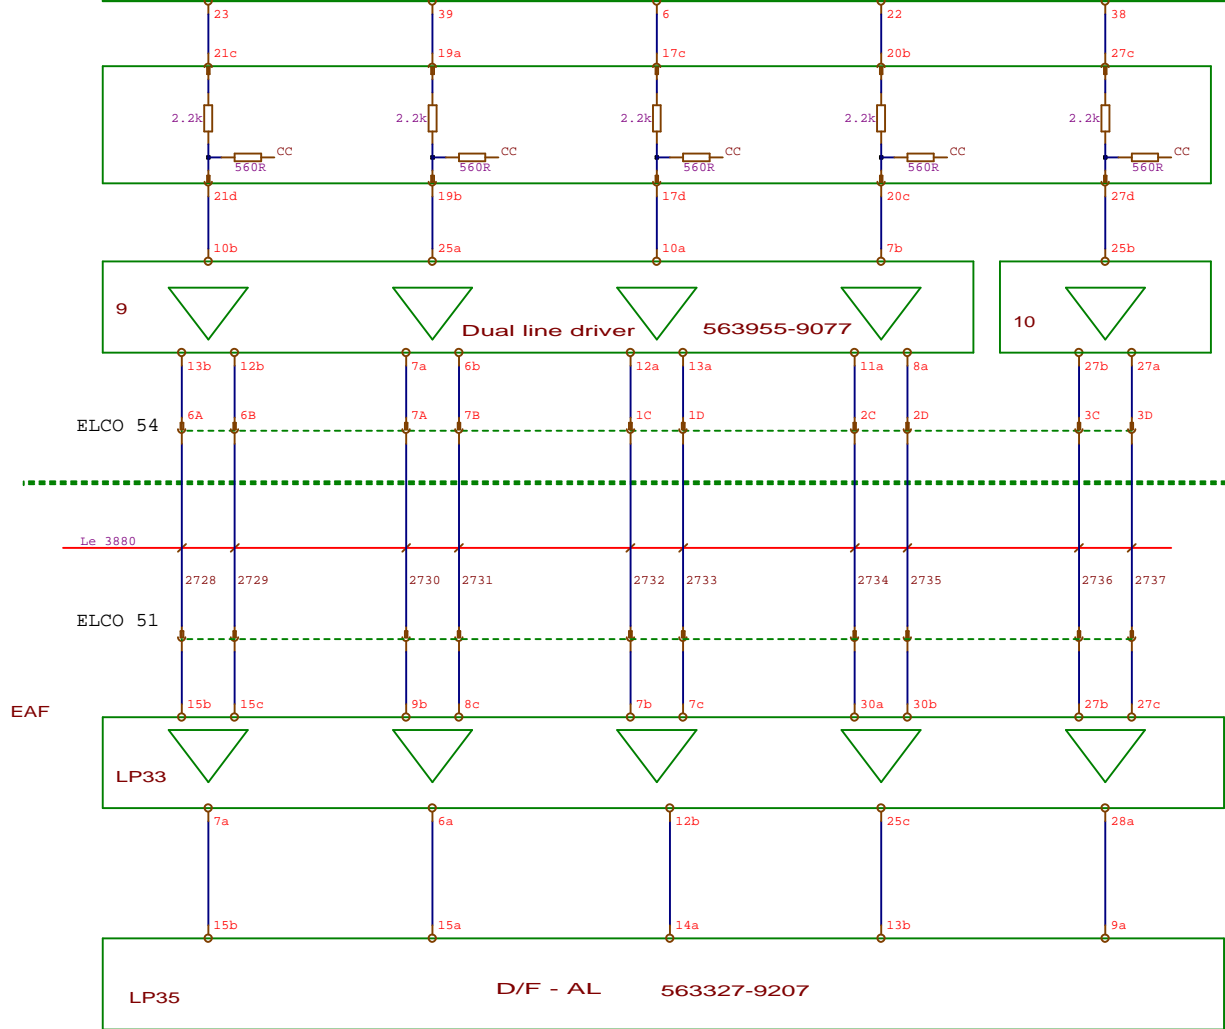 23 39 6 22 38
21c 19a 17c 20b 27c
2.2k 2.2k 2.2k 2.2k 2.2k
CC CC CC CC CC
560R 560R 560R 560R 560R
21d 19b 17d 20c 27d
10b 25a 10a 7b 25b
9 10
Dual line driver 563955-9077
13b 12b 7a 6b 12a 13a 11a 8a 27b 27a
6A 6B 7A 7B 1C 1D 2C 2D 3C 3D
ELCO 54
Le 3880
2728 2729 2730 2731 2732 2733 2734 2735 2736 2737
ELCO 51
15b 15c 9b 8c 7b 7c 30a 30b 27b 27c
EAF
LP33
7a 6a 12b 25c 28a
15b 15a 14a 13b 9a
LP35 D/F - AL 563327-9207